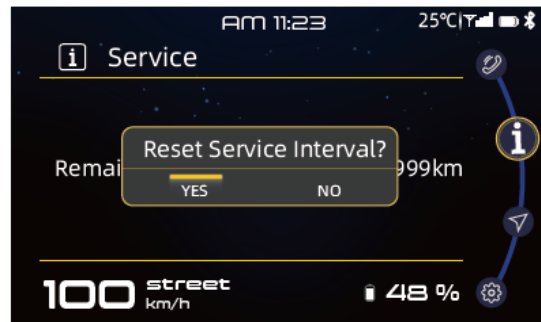 AM 11:23
25℃
i Service
Reset Service Interval?
Remai 999km
YES NO
i
100 street
km/h
48 %